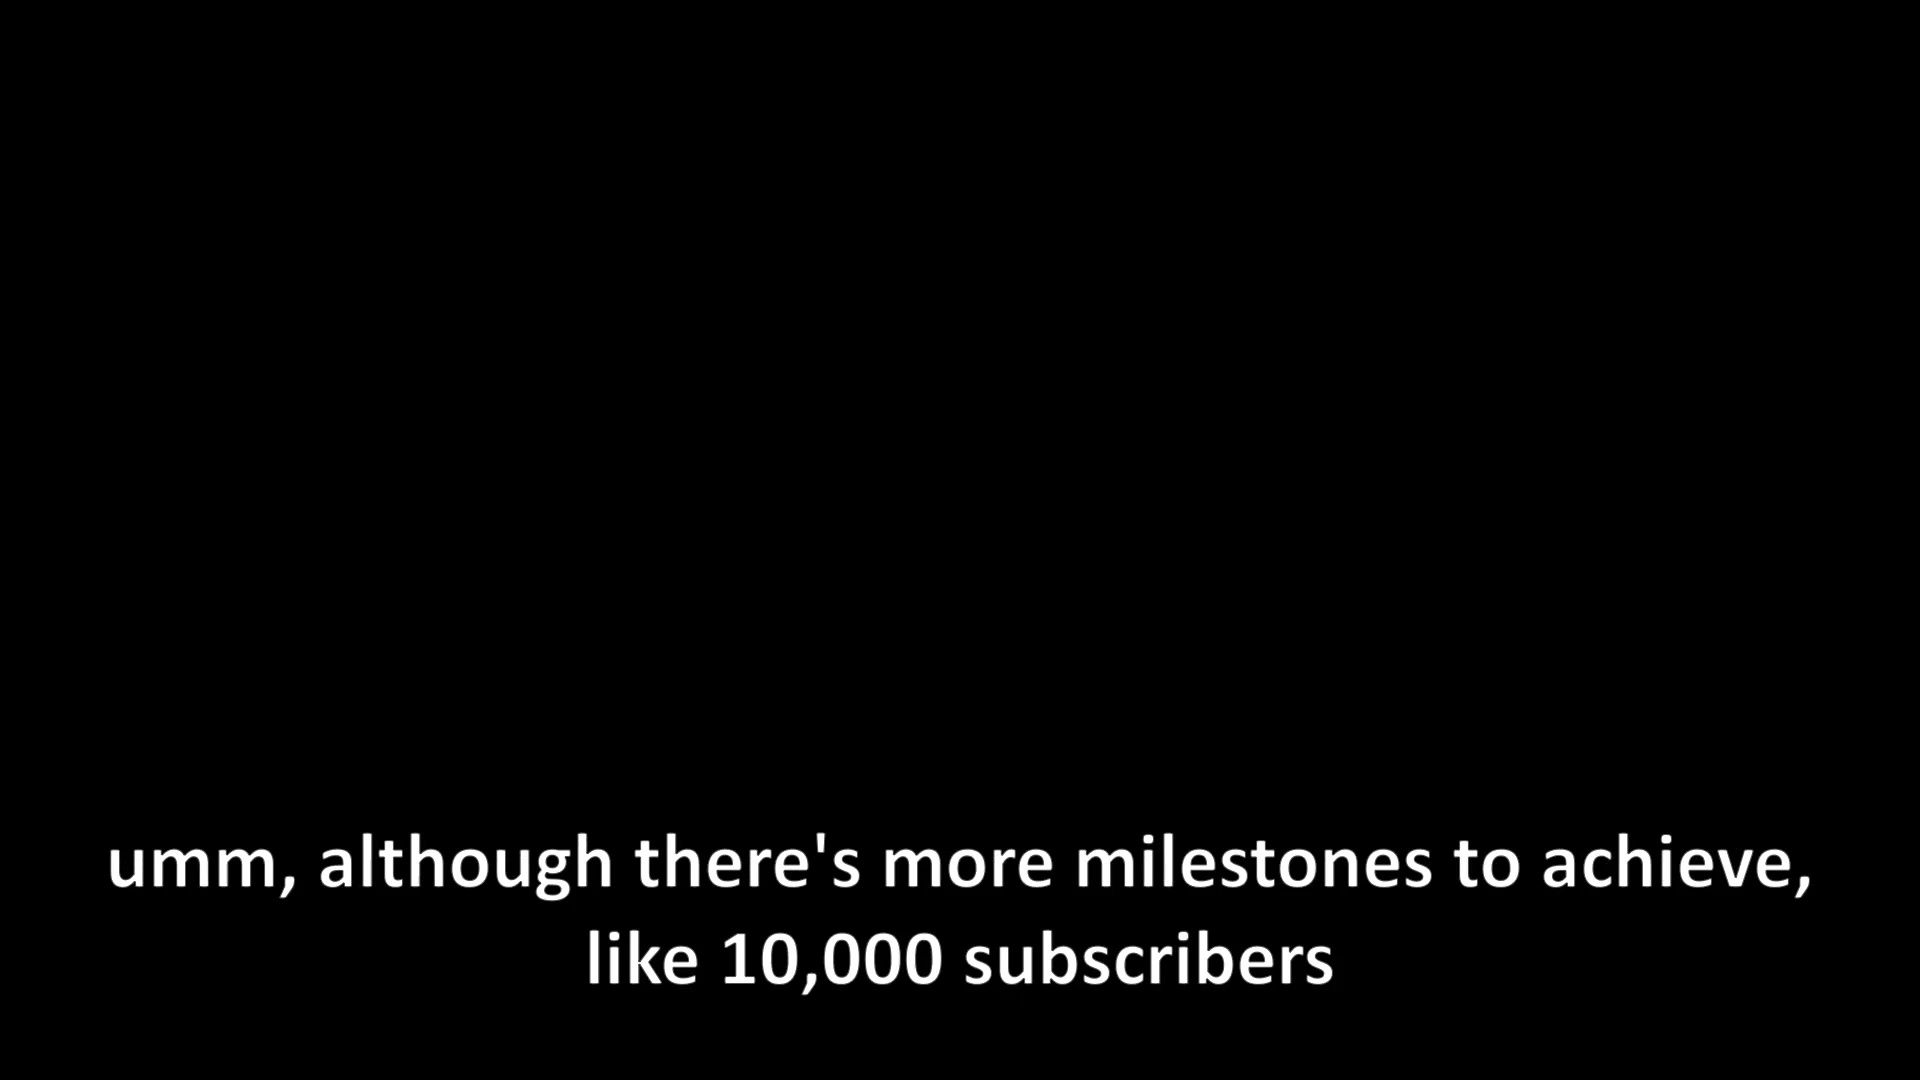 umm, although there's more milestones to achieve,
like 10,000 subscribers